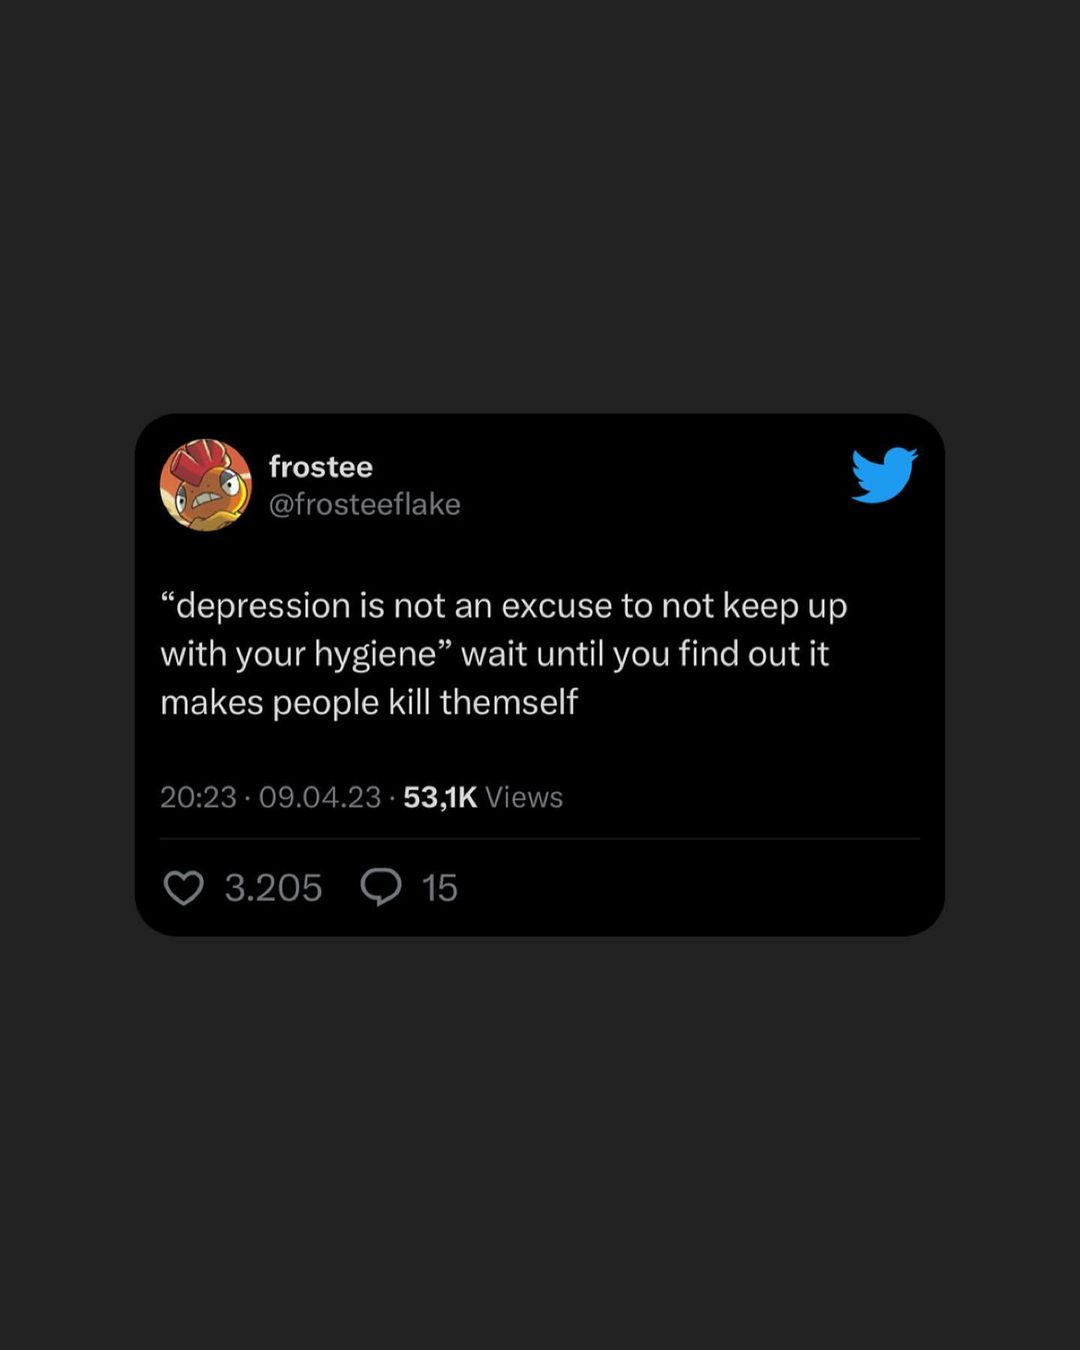 frostee
@frosteeflake
“depression is not an excuse to not keep up
with your hygiene” wait until you find out it
makes people kill themself
20:23 · 09.04.23 · 53,1K Views
3.205 15